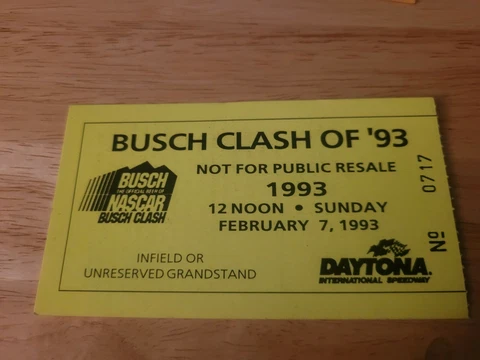 BUSCH CLASH OF '93
NOT FOR PUBLIC RESALE
1993
12 NOON • SUNDAY
FEBRUARY 7, 1993
BUSCH
THE OFFICIAL BEER OF
NASCAR
BUSCH CLASH
INFIELD OR
UNRESERVED GRANDSTAND
DAYTONA
INTERNATIONAL SPEEDWAY
No 0717